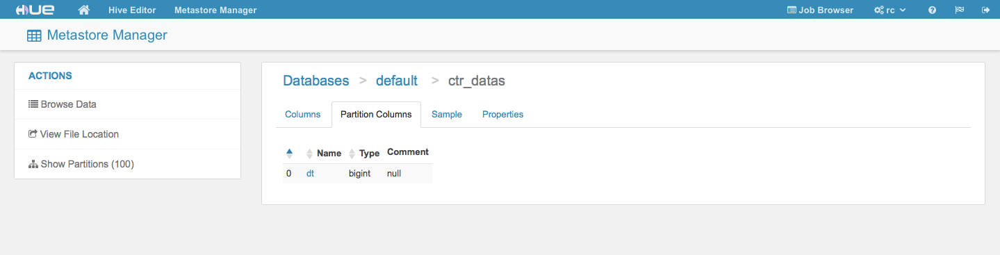 HUE Hive Editor Metastore Manager Job Browser rc
Metastore Manager
ACTIONS
Browse Data
View File Location
Show Partitions (100)
Databases > default > ctr_datas
Columns Partition Columns Sample Properties
Name Type Comment
0 dt bigint null